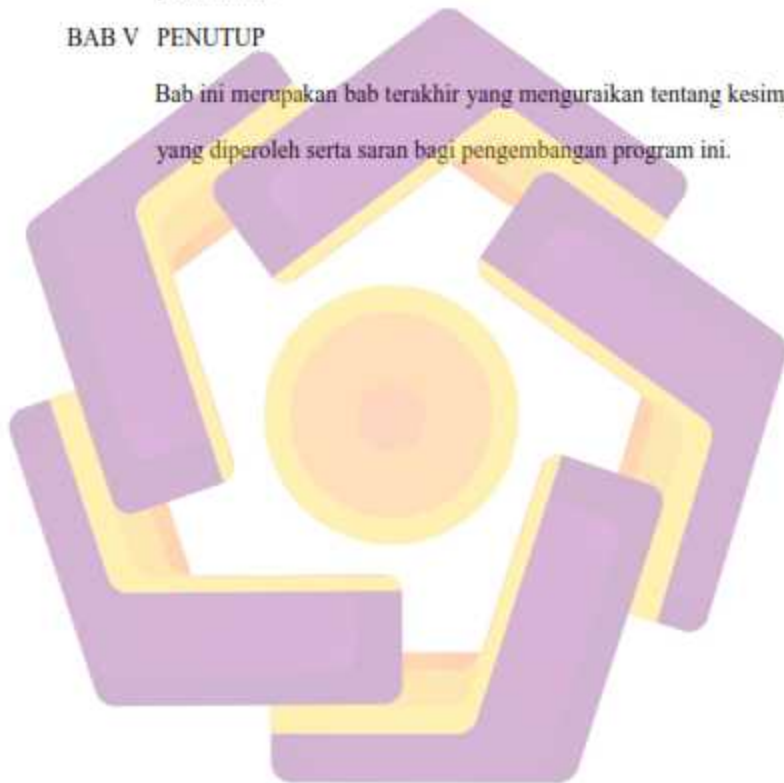 BAB V PENUTUP
Bab ini merupakan bab terakhir yang menguraikan tentang kesim
yang diperoleh serta saran bagi pengembangan program ini.